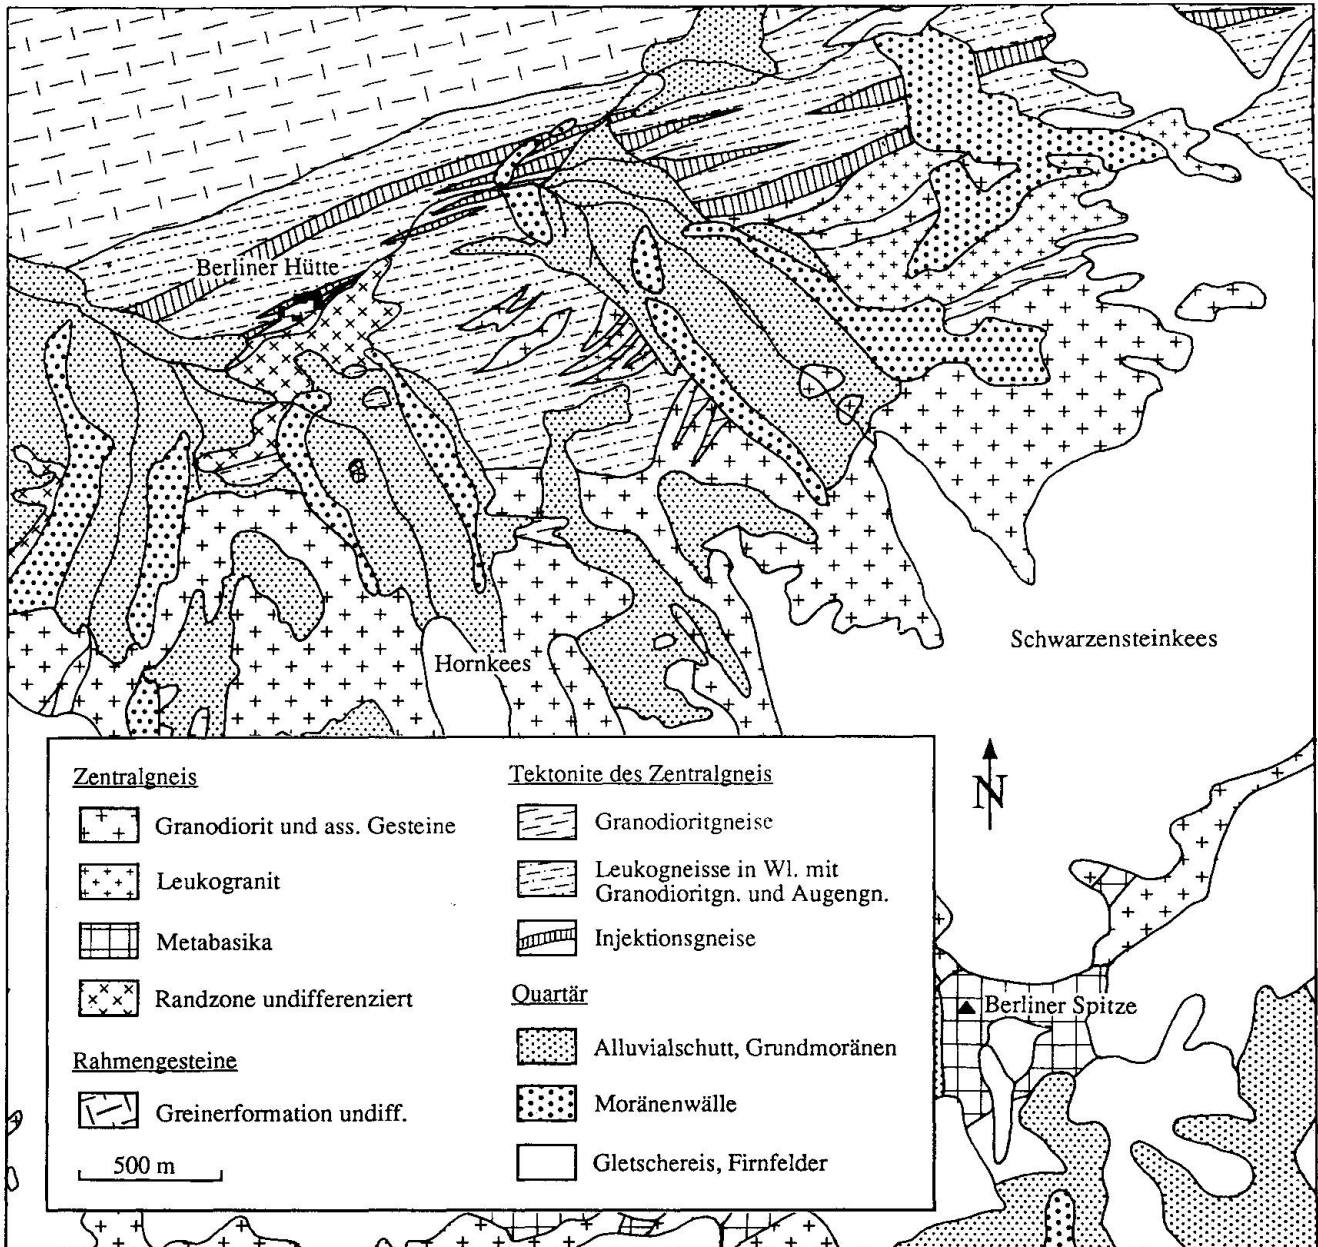 Berliner Hütte
Schwarzensteinkees
Hornkees
Zentralgneis
Granodiorit und ass. Gesteine
Leukogranit
Metabasika
Randzone undifferenziert
Rahmengesteine
Greinerformation undiff.
500 m
Tektonite des Zentralgneis
Granodioritgneise
Leukogneisse in Wl. mit
Granodioritgn. und Augengn.
Injektionsgneise
Quartär
Alluvialschutt, Grundmoränen
Moränenwälle
Gletschereis, Firnfelder
N
Berliner Spitze